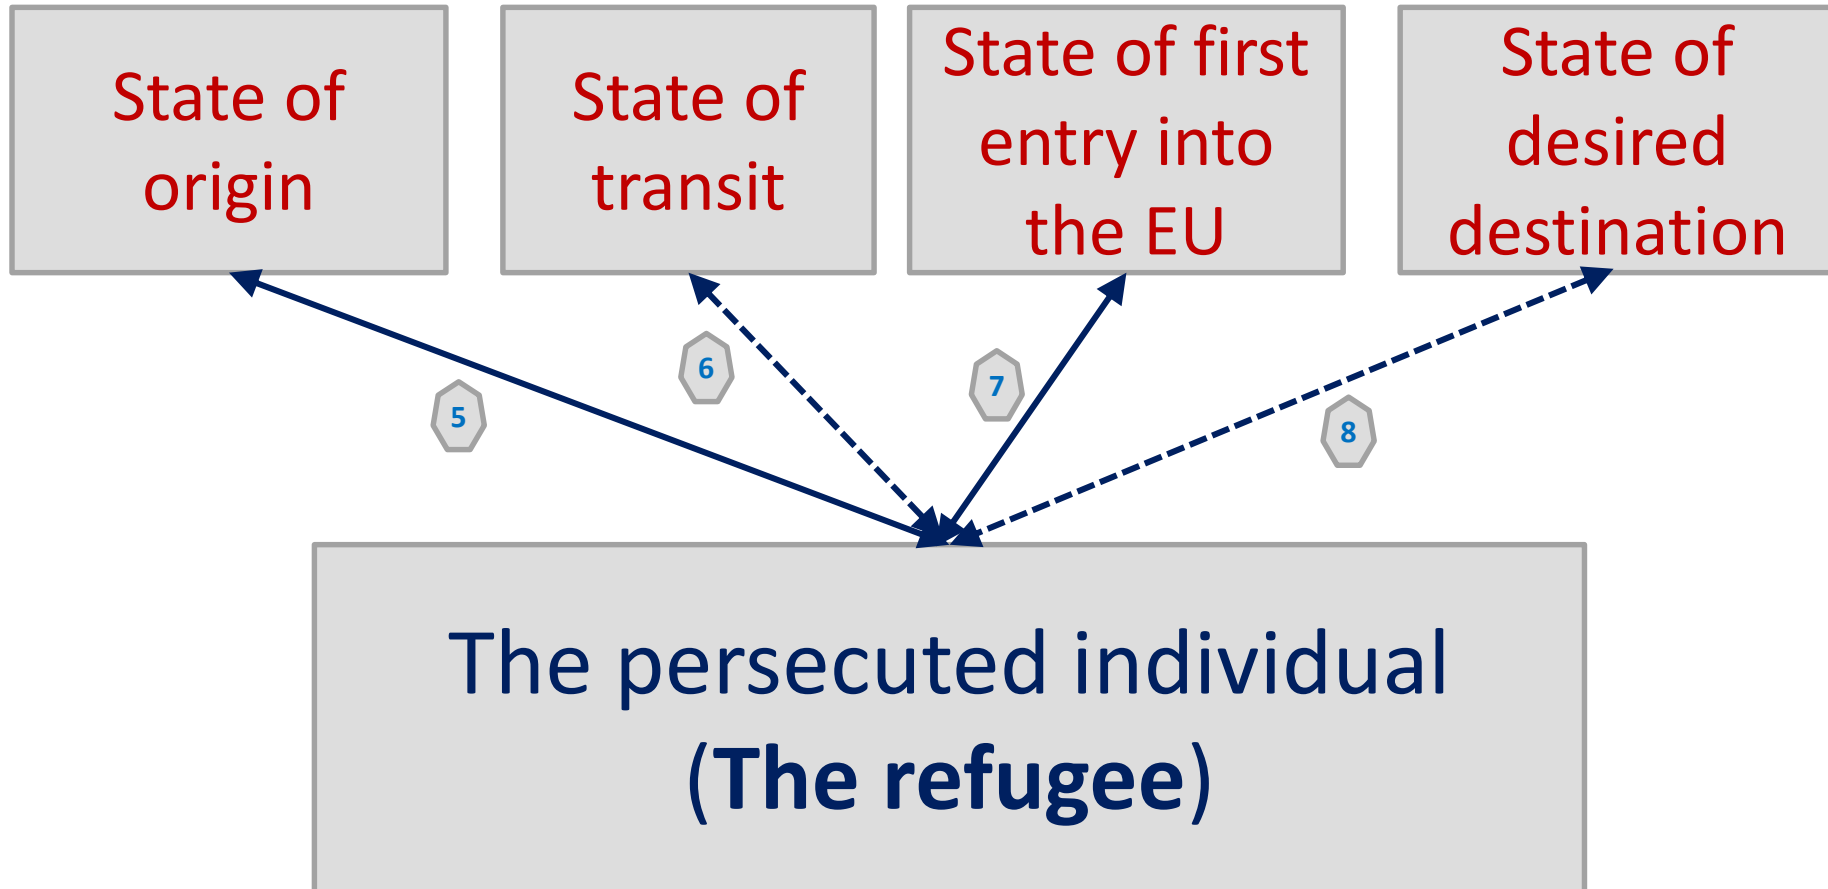 State of
origin
State of
transit
State of first
entry into
the EU
State of
desired
destination
5
6
7
8
The persecuted individual
(The refugee)